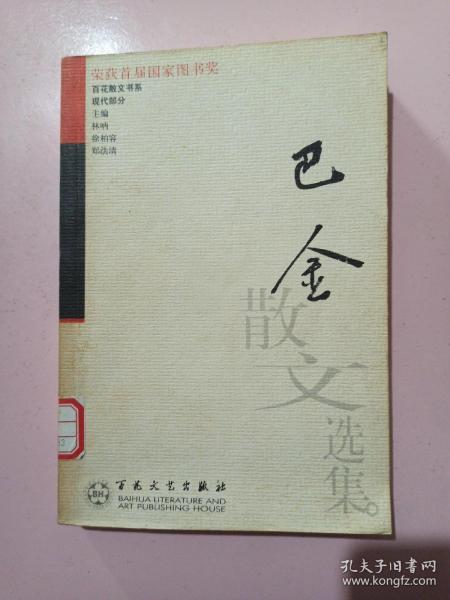 荣获首届国家图书奖
百花散文书系
现代部分
主编
林呐
徐柏容
郑法清
巴金
散文选集
BH
百花文艺出版社
BAIHUA LITERATURE AND
ART PUBLISHING HOUSE
孔夫子旧书网
www.kongfz.com